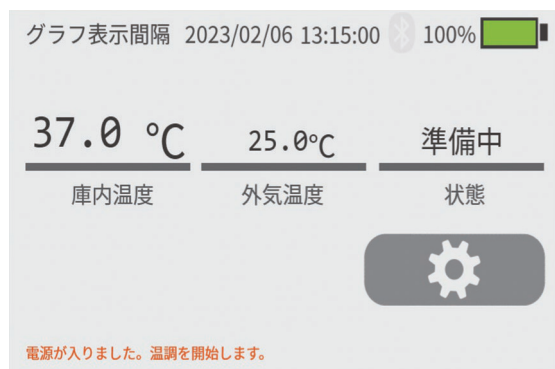 グラフ表示間隔 2023/02/06 13:15:00 100%
37.0 ℃ 25.0℃ 準備中
庫内温度 外気温度 状態
電源が入りました。温調を開始します。